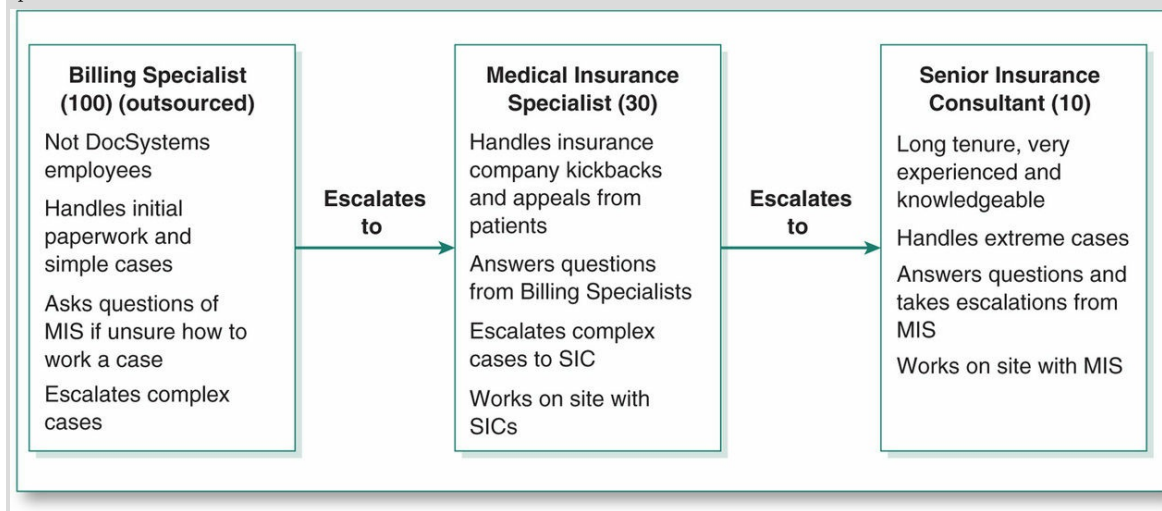 Billing Specialist
(100) (outsourced)
Not DocSystems
employees
Handles initial
paperwork and
simple cases
Asks questions of
MIS if unsure how to
work a case
Escalates complex
cases
Escalates
to
Medical Insurance
Specialist (30)
Handles insurance
company kickbacks
and appeals from
patients
Answers questions
from Billing Specialists
Escalates complex
cases to SIC
Works on site with
SICs
Escalates
to
Senior Insurance
Consultant (10)
Long tenure, very
experienced and
knowledgeable
Handles extreme cases
Answers questions and
takes escalations from
MIS
Works on site with MIS